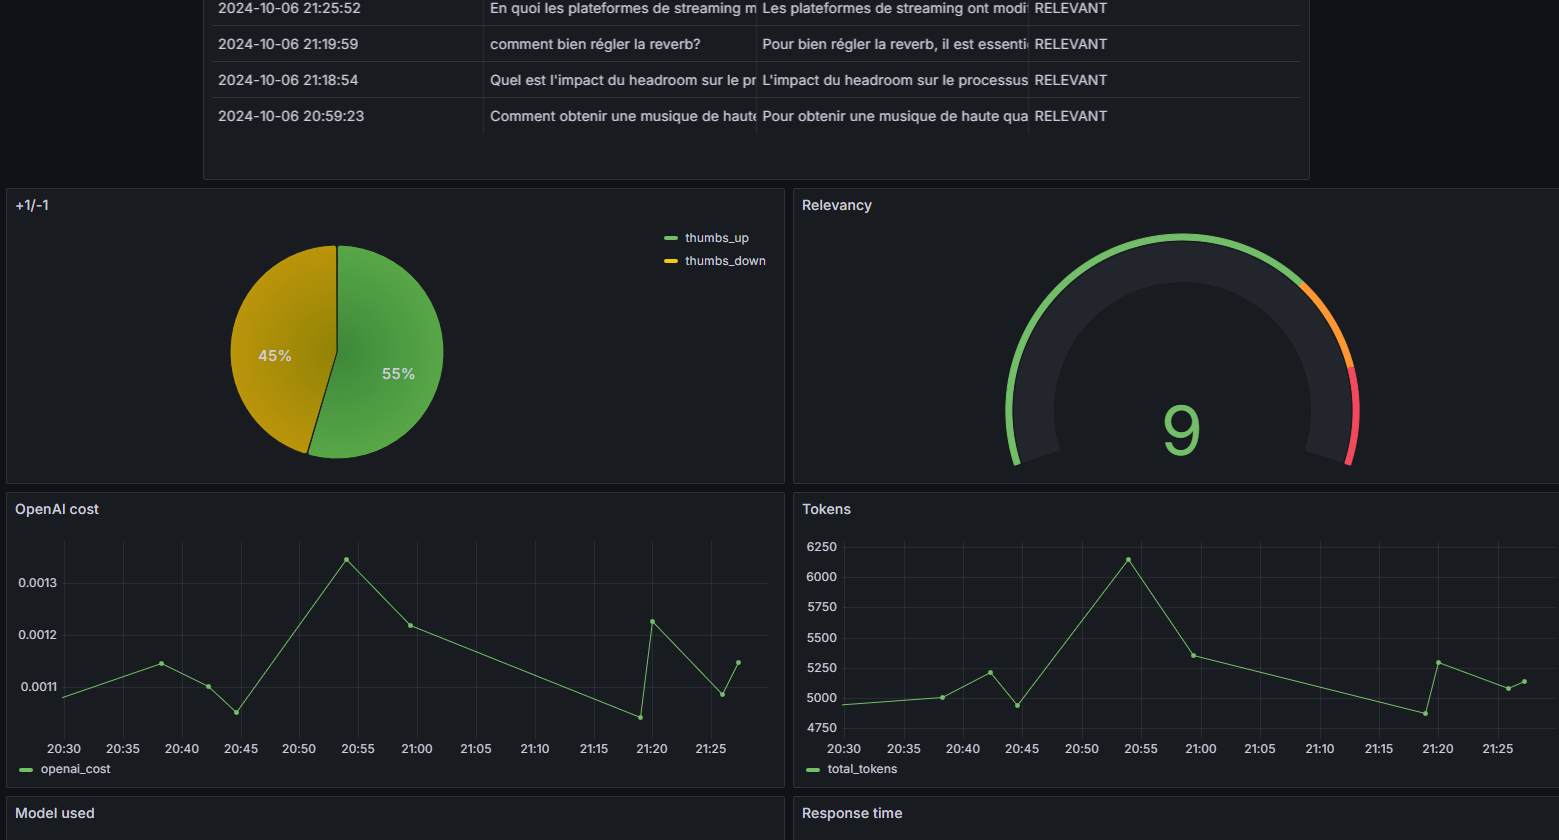 2024-10-06 21:25:52 En quoi les plateformes de streaming m Les plateformes de streaming ont modi RELEVANT
2024-10-06 21:19:59 comment bien régler la reverb? Pour bien régler la reverb, il est essenti RELEVANT
2024-10-06 21:18:54 Quel est l'impact du headroom sur le pr L'impact du headroom sur le processus RELEVANT
2024-10-06 20:59:23 Comment obtenir une musique de haute Pour obtenir une musique de haute qua RELEVANT
+1/-1
thumbs_up
thumbs_down
45%
55%
Relevancy
9
OpenAI cost
0.0013
0.0012
0.0011
20:30 20:35 20:40 20:45 20:50 20:55 21:00 21:05 21:10 21:15 21:20 21:25
openai_cost
Tokens
6250
6000
5750
5500
5250
5000
4750
20:30 20:35 20:40 20:45 20:50 20:55 21:00 21:05 21:10 21:15 21:20 21:25
total_tokens
Model used
Response time